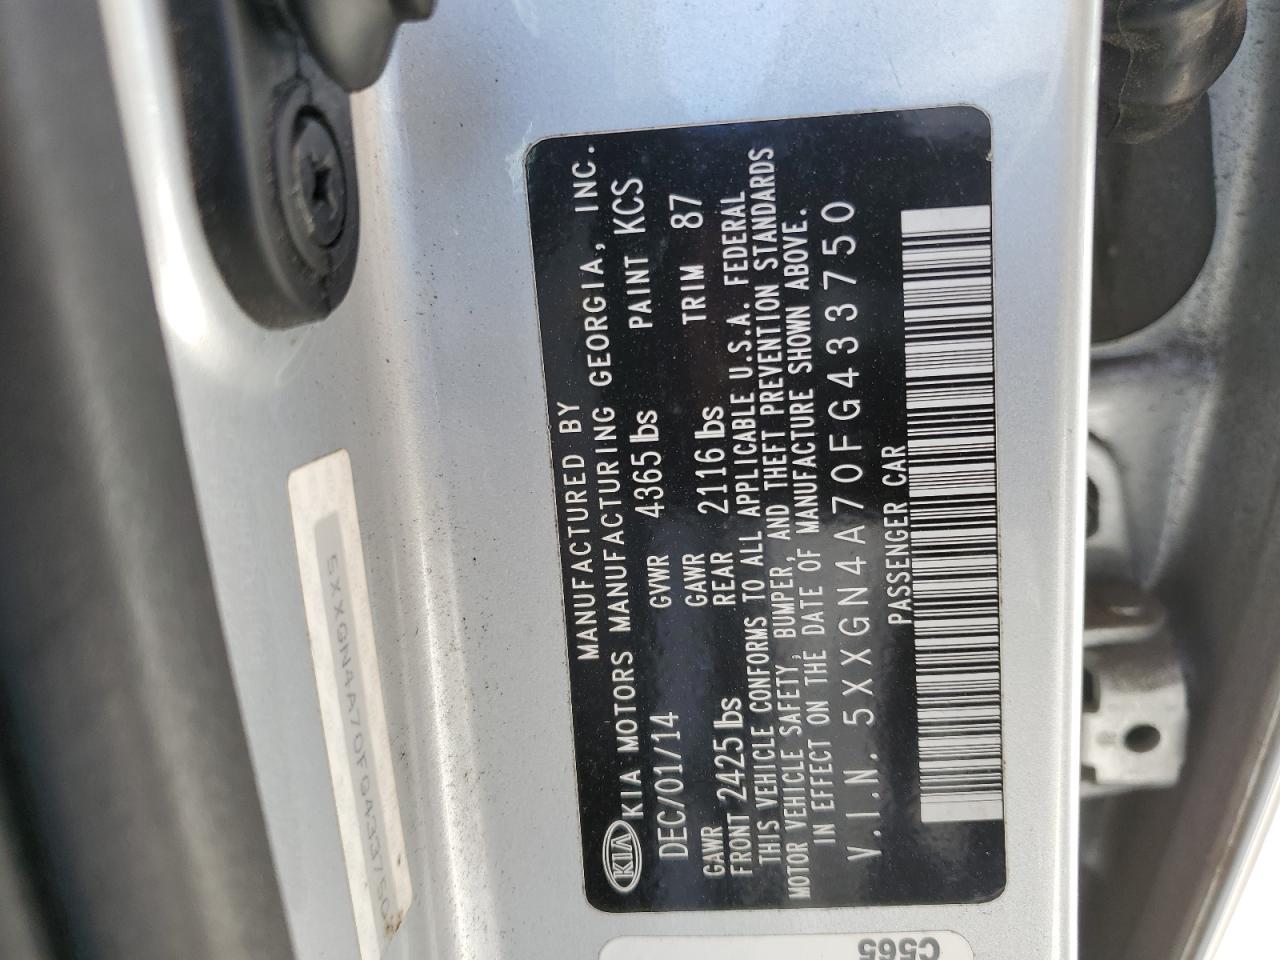 MANUFACTURED BY
KIA KIA MOTORS MANUFACTURING GEORGIA, INC.
DEC/01/14 GVWR 4365 lbs PAINT KCS
GAWR FRONT 2425 lbs GAWR REAR 2116 lbs TRIM 87
THIS VEHICLE CONFORMS TO ALL APPLICABLE U.S.A. FEDERAL
MOTOR VEHICLE SAFETY, BUMPER, AND THEFT PREVENTION STANDARDS
IN EFFECT ON THE DATE OF MANUFACTURE SHOWN ABOVE.
V.I.N. 5XXGN4A70FG433750
PASSENGER CAR
5XXGN4A70FG433750
C565